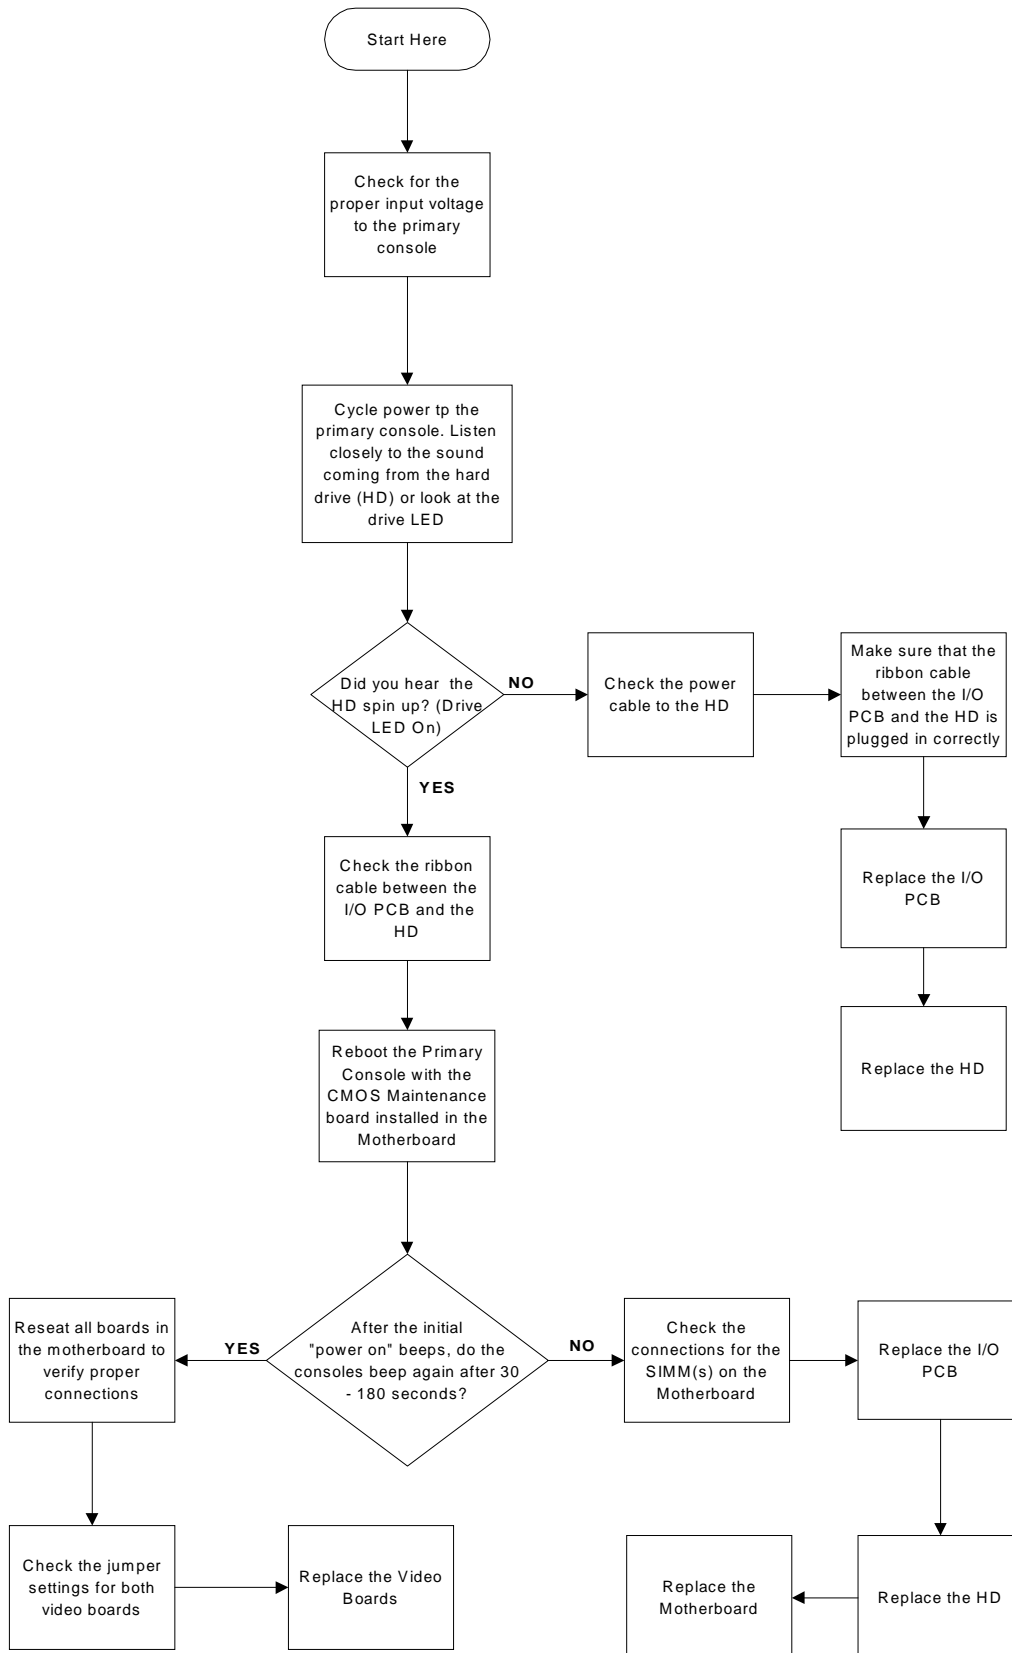 Start Here
Check for the
proper input voltage
to the primary
console
Cycle power tp the
primary console. Listen
closely to the sound
coming from the hard
drive (HD) or look at the
drive LED
Did you hear the
HD spin up? (Drive
LED On)
NO
Check the power
cable to the HD
Make sure that the
ribbon cable
between the I/O
PCB and the HD is
plugged in correctly
YES
Replace the I/O
PCB
Check the ribbon
cable between the
I/O PCB and the
HD
Replace the HD
Reboot the Primary
Console with the
CMOS Maintenance
board installed in the
Motherboard
After the initial
"power on" beeps, do the
consoles beep again after 30
- 180 seconds?
YES
Reseat all boards in
the motherboard to
verify proper
connections
NO
Check the
connections for the
SIMM(s) on the
Motherboard
Replace the I/O
PCB
Check the jumper
settings for both
video boards
Replace the Video
Boards
Replace the
Motherboard
Replace the HD